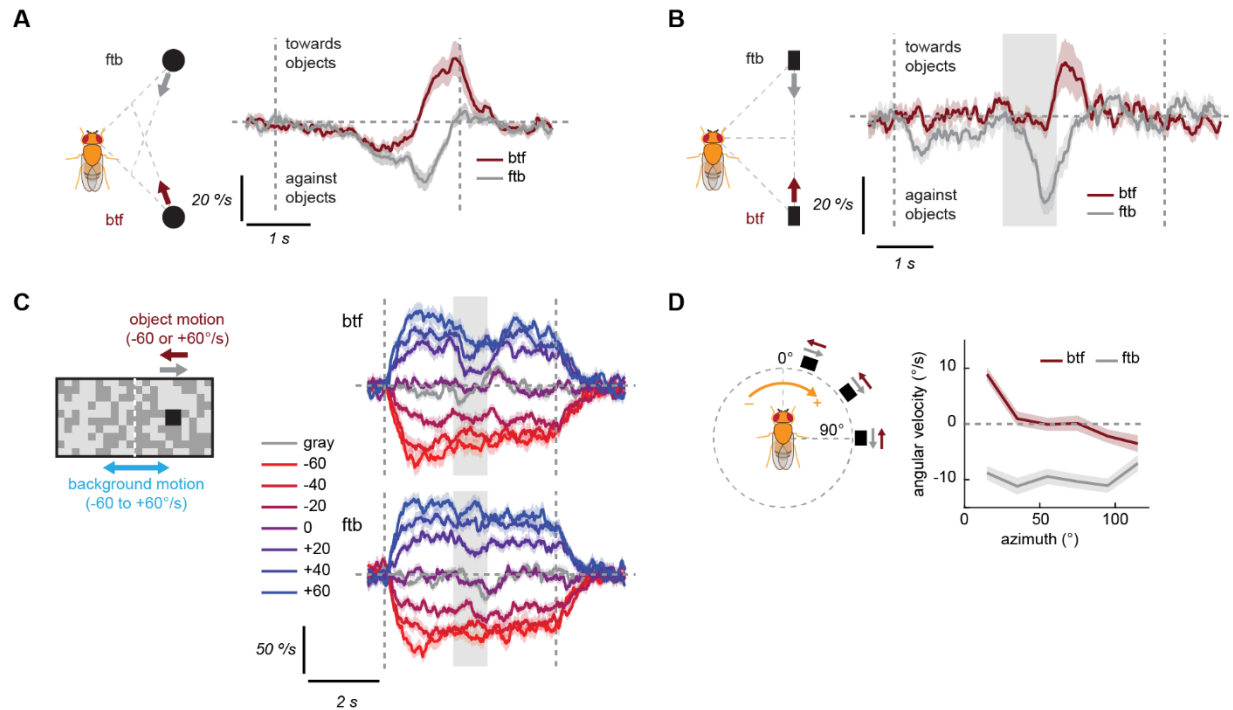 A
ftb
btf
towards
objects
against
objects
20 º/s
1 s
btf
ftb
B
ftb
btf
towards
objects
against
objects
20 º/s
1 s
btf
ftb
C
object motion
(-60 or +60°/s)
background motion
(-60 to +60°/s)
gray
-60
-40
-20
0
+20
+40
+60
btf
ftb
50 º/s
2 s
D
0°
− +
90°
btf ftb
angular velocity (°/s)
10
0
-10
0 50 100
azimuth (°)